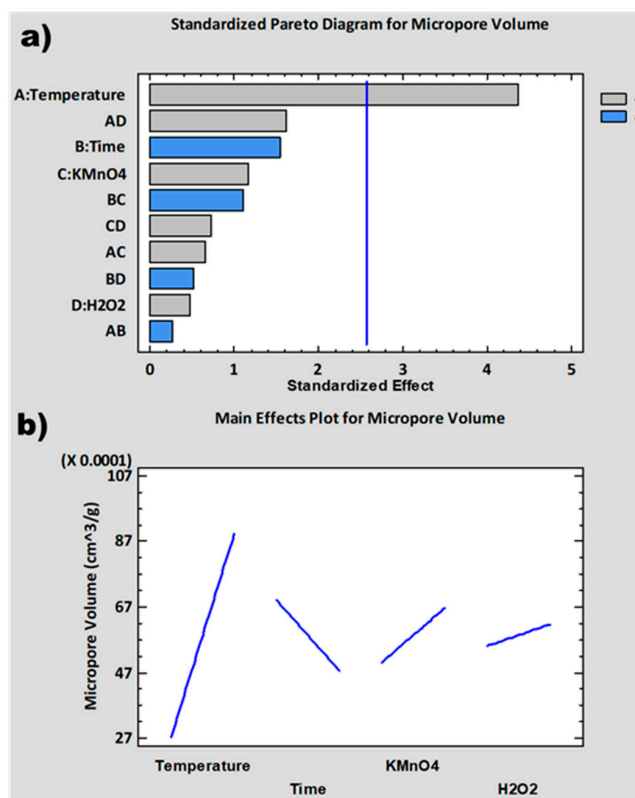 a)
Standardized Pareto Diagram for Micropore Volume
A:Temperature
AD
B:Time
C:KMnO4
BC
CD
AC
BD
D:H2O2
AB
0 1 2 3 4 5
Standardized Effect
b)
Main Effects Plot for Micropore Volume
(X 0.0001)
107
87
67
47
27
Micropore Volume (cm^3/g)
Temperature KMnO4
Time H2O2